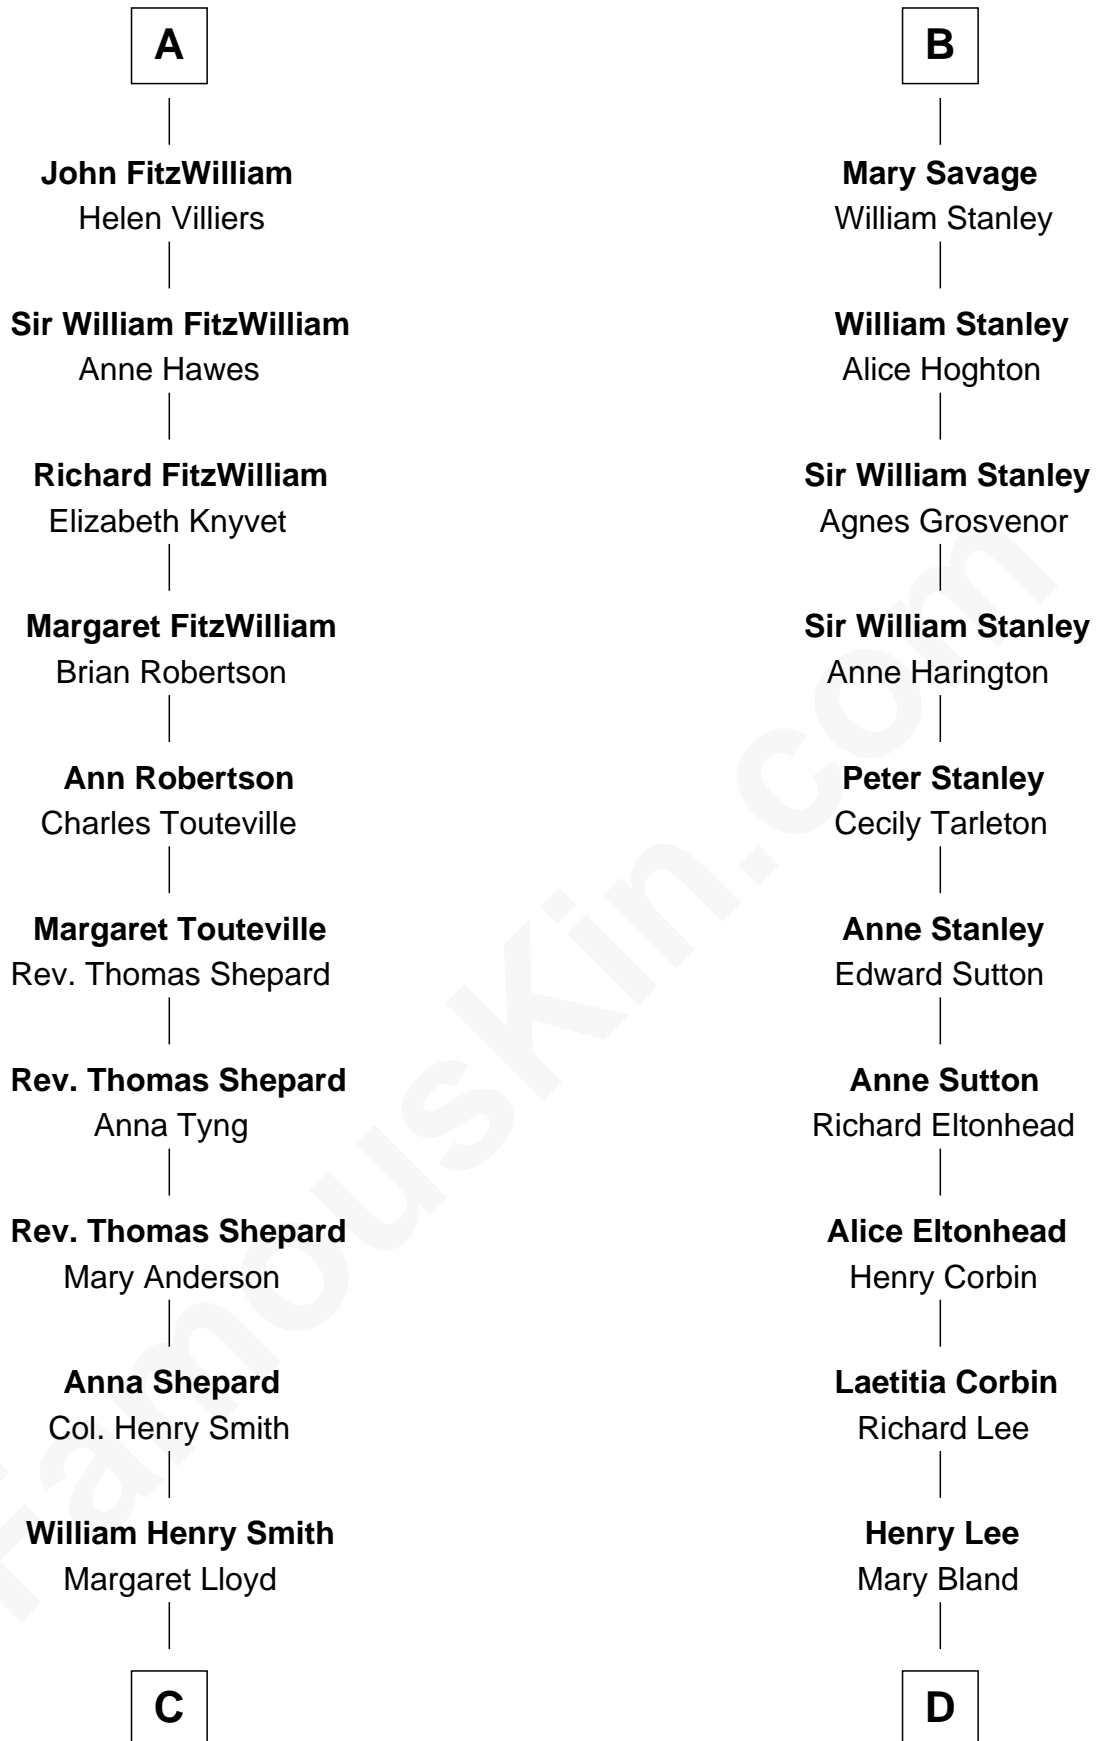 A
John FitzWilliam
Helen Villiers
Sir William FitzWilliam
Anne Hawes
Richard FitzWilliam
Elizabeth Knyvet
Margaret FitzWilliam
Brian Robertson
Ann Robertson
Charles Touteville
Margaret Touteville
Rev. Thomas Shepard
Rev. Thomas Shepard
Anna Tyng
Rev. Thomas Shepard
Mary Anderson
Anna Shepard
Col. Henry Smith
William Henry Smith
Margaret Lloyd
C
B
Mary Savage
William Stanley
William Stanley
Alice Hoghton
Sir William Stanley
Agnes Grosvenor
Sir William Stanley
Anne Harington
Peter Stanley
Cecily Tarleton
Anne Stanley
Edward Sutton
Anne Sutton
Richard Eltonhead
Alice Eltonhead
Henry Corbin
Laetitia Corbin
Richard Lee
Henry Lee
Mary Bland
D
FamousKin.com